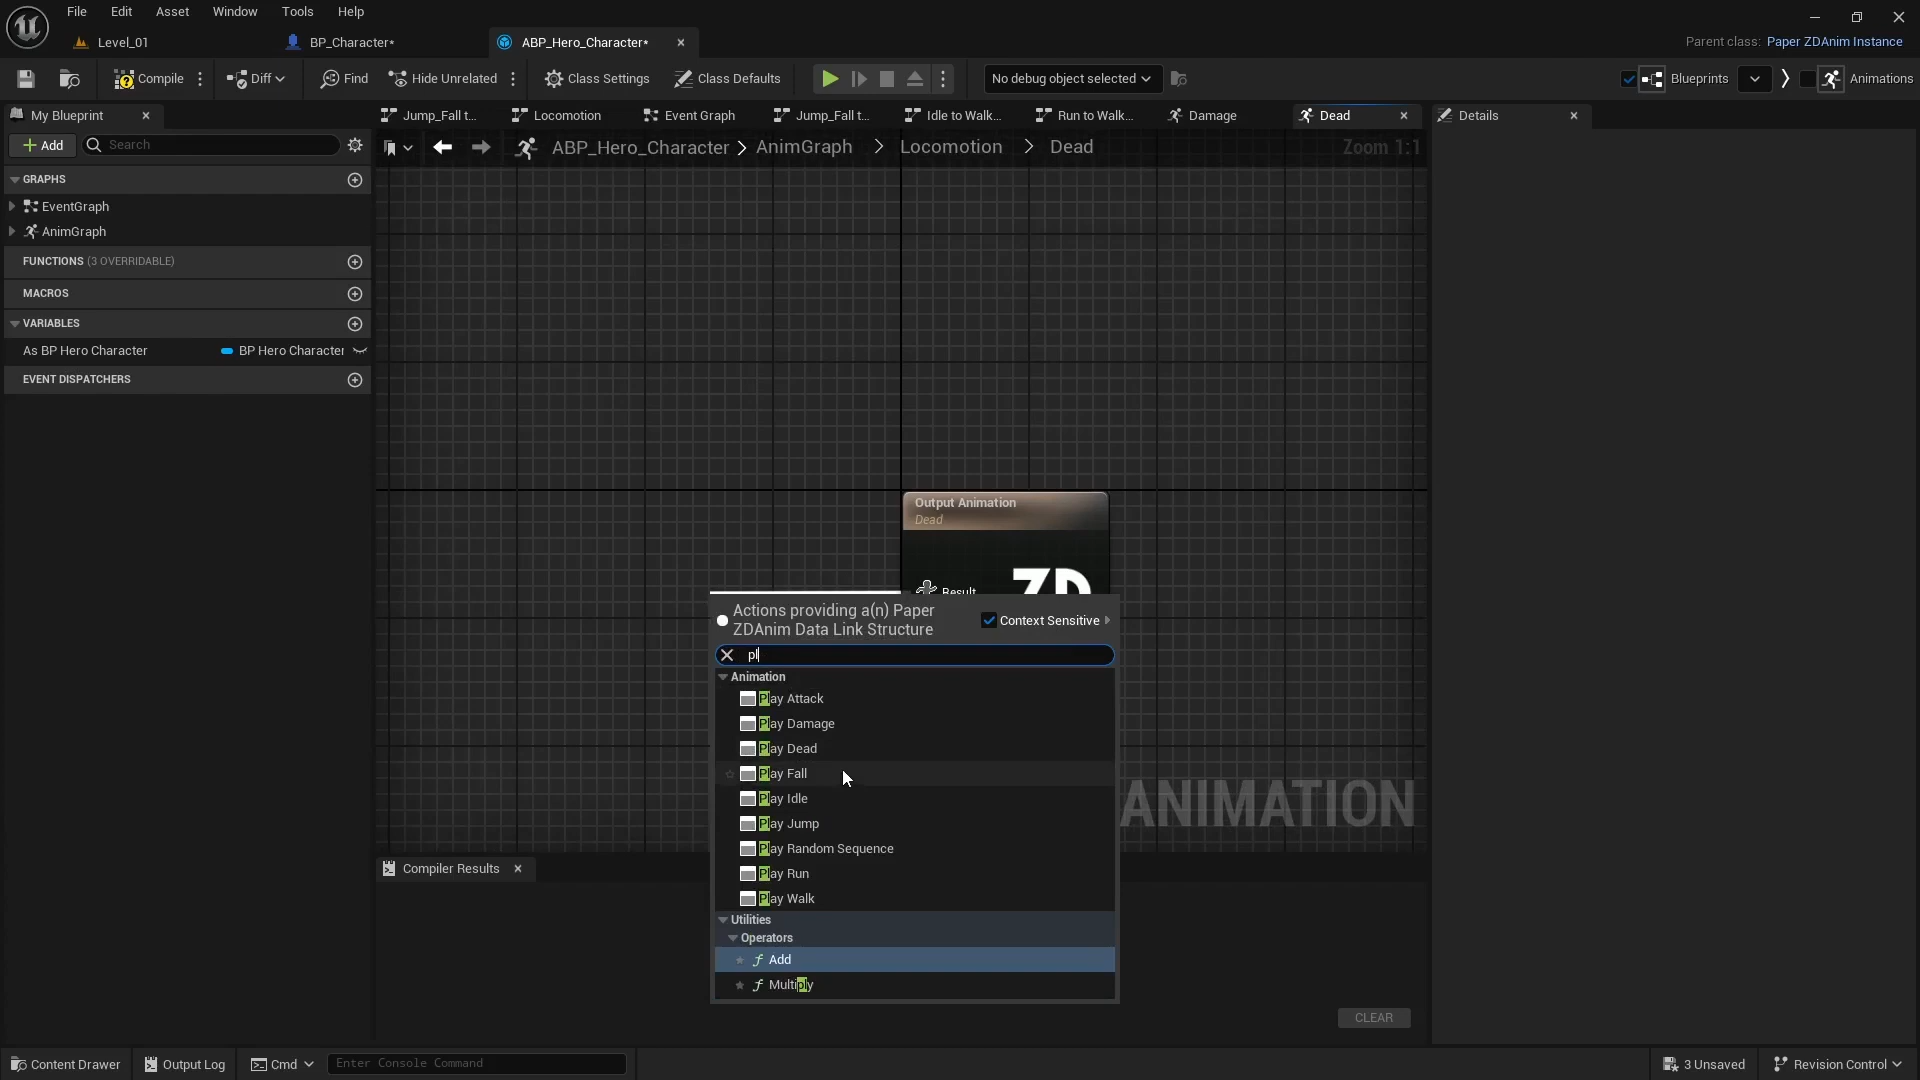 File Edit Asset Window Tools Help
Level_01
BP_Character*
ABP_Hero_Character*
Parent class: Paper ZDAnim Instance
Compile
Diff
Find
Hide Unrelated
Class Settings
Class Defaults
No debug object selected
Blueprints
Animations
My Blueprint
Jump_Fall t...
Locomotion
Event Graph
Jump_Fall t...
Idle to Walk...
Run to Walk...
Damage
Dead
Details
Add
Search
ABP_Hero_Character > AnimGraph > Locomotion > Dead
Zoom 1:1
GRAPHS
EventGraph
AnimGraph
FUNCTIONS (3 OVERRIDABLE)
MACROS
VARIABLES
As BP Hero Character
BP Hero Character
EVENT DISPATCHERS
Output Animation
Dead
Result
ZD
Actions providing a(n) Paper
ZDAnim Data Link Structure
Context Sensitive
pl
Animation
Play Attack
Play Damage
Play Dead
Play Fall
Play Idle
Play Jump
Play Random Sequence
Play Run
Play Walk
Utilities
Operators
f Add
f Multiply
ANIMATION
Compiler Results
CLEAR
Content Drawer
Output Log
Cmd
Enter Console Command
3 Unsaved
Revision Control